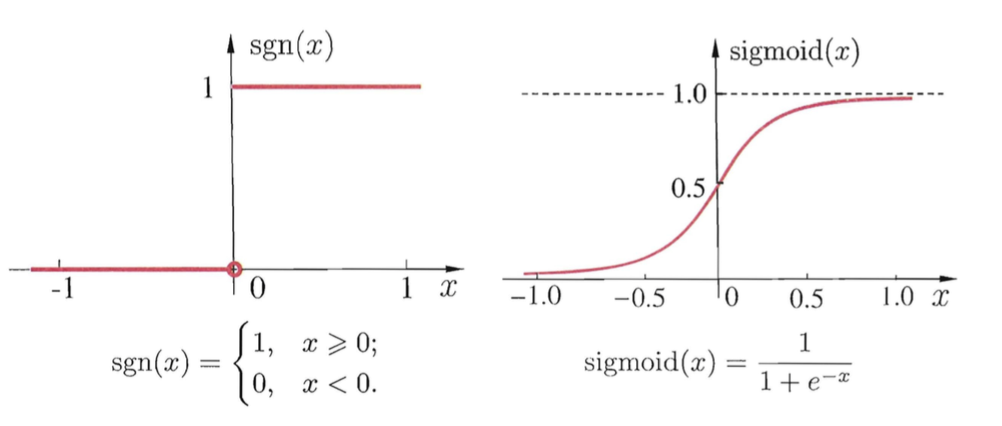 sgn(x)
1
-1
0
1
x
sgn(x) = { 1, x ⩾ 0;
0, x < 0.
sigmoid(x)
1.0
0.5
-1.0
-0.5
0
0.5
1.0
x
sigmoid(x) = 1 / (1 + e^{-x})